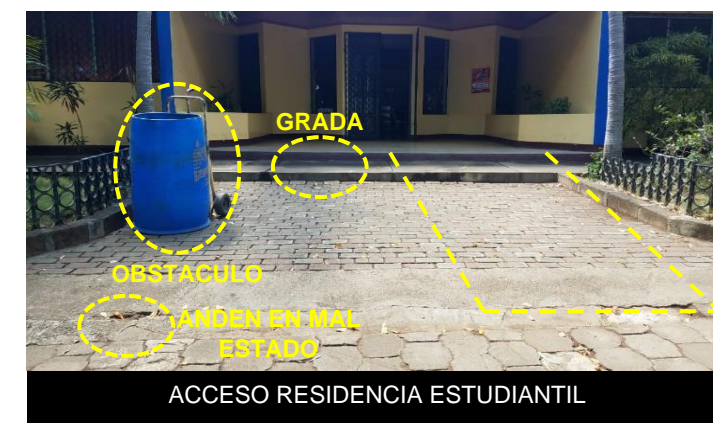 GRADA
OBSTACULO
ANDEN EN MAL
ESTADO
ACCESO RESIDENCIA ESTUDIANTIL